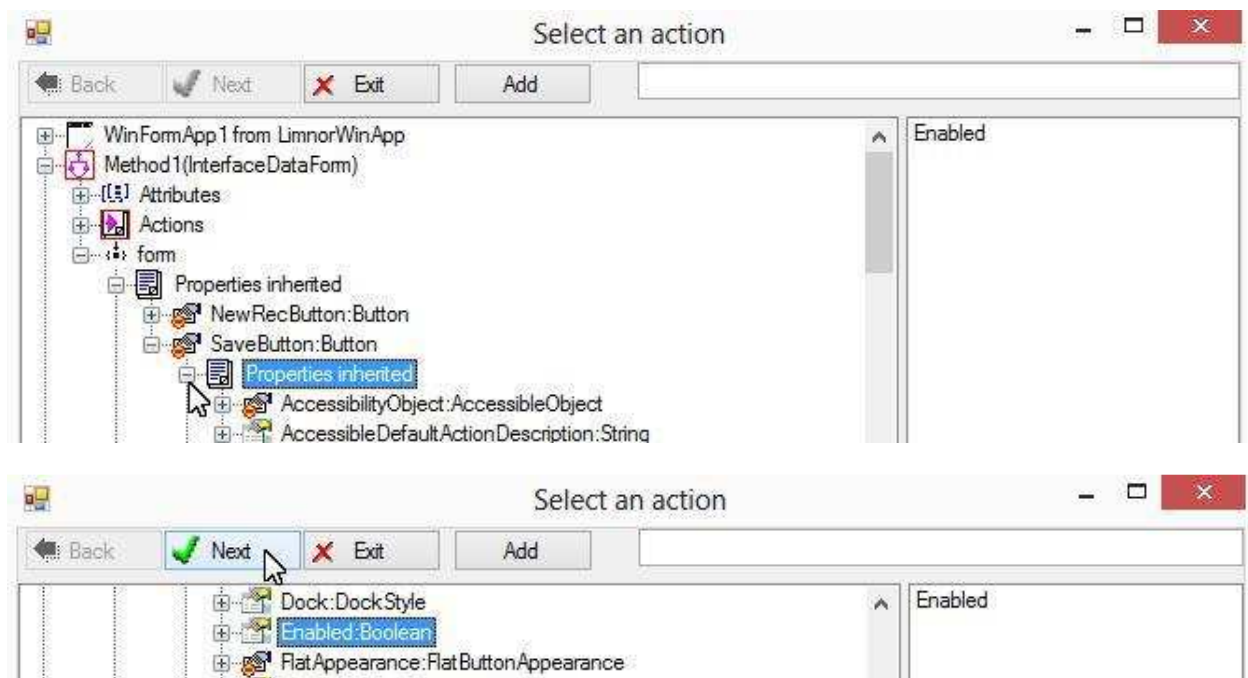 Select an action
Back Next Exit Add
WinFormApp1 from LimnorWinApp
Enabled
Method1(InterfaceDataForm)
Attributes
Actions
form
Properties inherited
NewRecButton:Button
SaveButton:Button
Properties inherited
AccessibilityObject:AccessibleObject
AccessibleDefaultActionDescription:String
Select an action
Back Next Exit Add
Dock:DockStyle
Enabled
Enabled:Boolean
FlatAppearance:FlatButtonAppearance